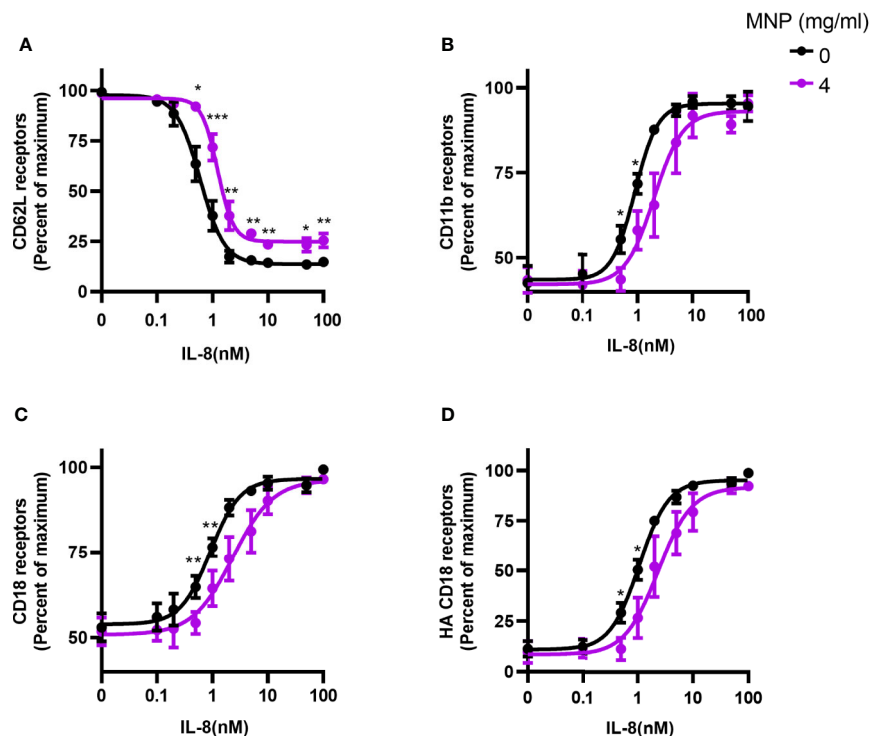 MNP (mg/ml)
0
4
A
CD62L receptors
(Percent of maximum)
100
75
50
25
0
* *** ** ** ** * **
0 0.1 1 10 100
IL-8(nM)
B
CD11b receptors
(Percent of maximum)
100
75
50
* *
0 0.1 1 10 100
IL-8(nM)
C
CD18 receptors
(Percent of maximum)
100
75
50
** **
0 0.1 1 10 100
IL-8(nM)
D
HA CD18 receptors
(Percent of maximum)
100
75
50
25
0
* *
0 0.1 1 10 100
IL-8(nM)